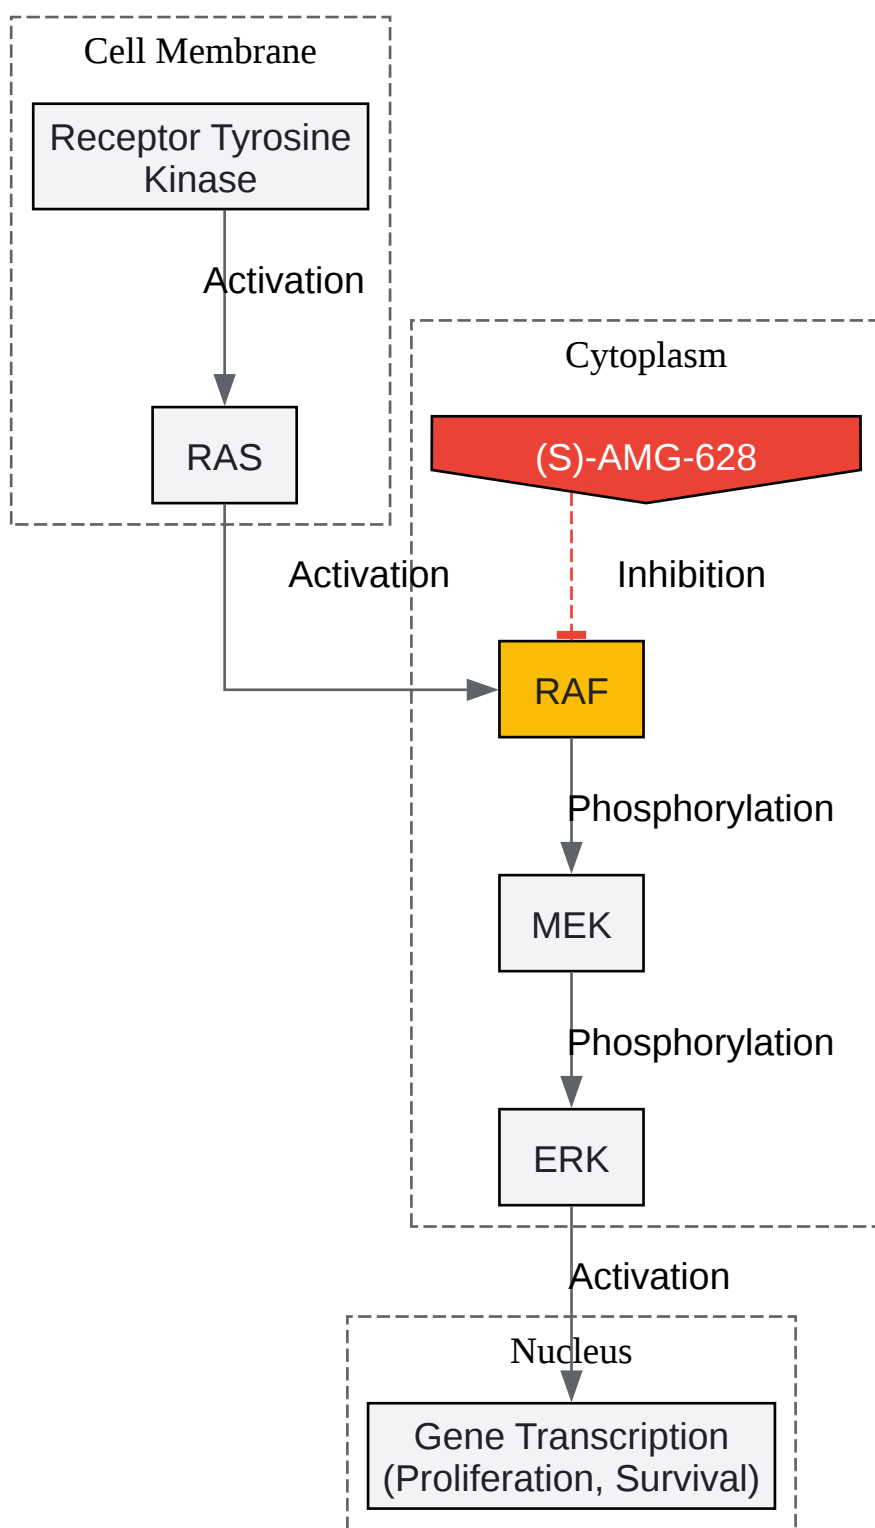 Cell Membrane
Receptor Tyrosine
Kinase
Activation
RAS
Cytoplasm
(S)-AMG-628
Activation
Inhibition
RAF
Phosphorylation
MEK
Phosphorylation
ERK
Activation
Nucleus
Gene Transcription
(Proliferation, Survival)